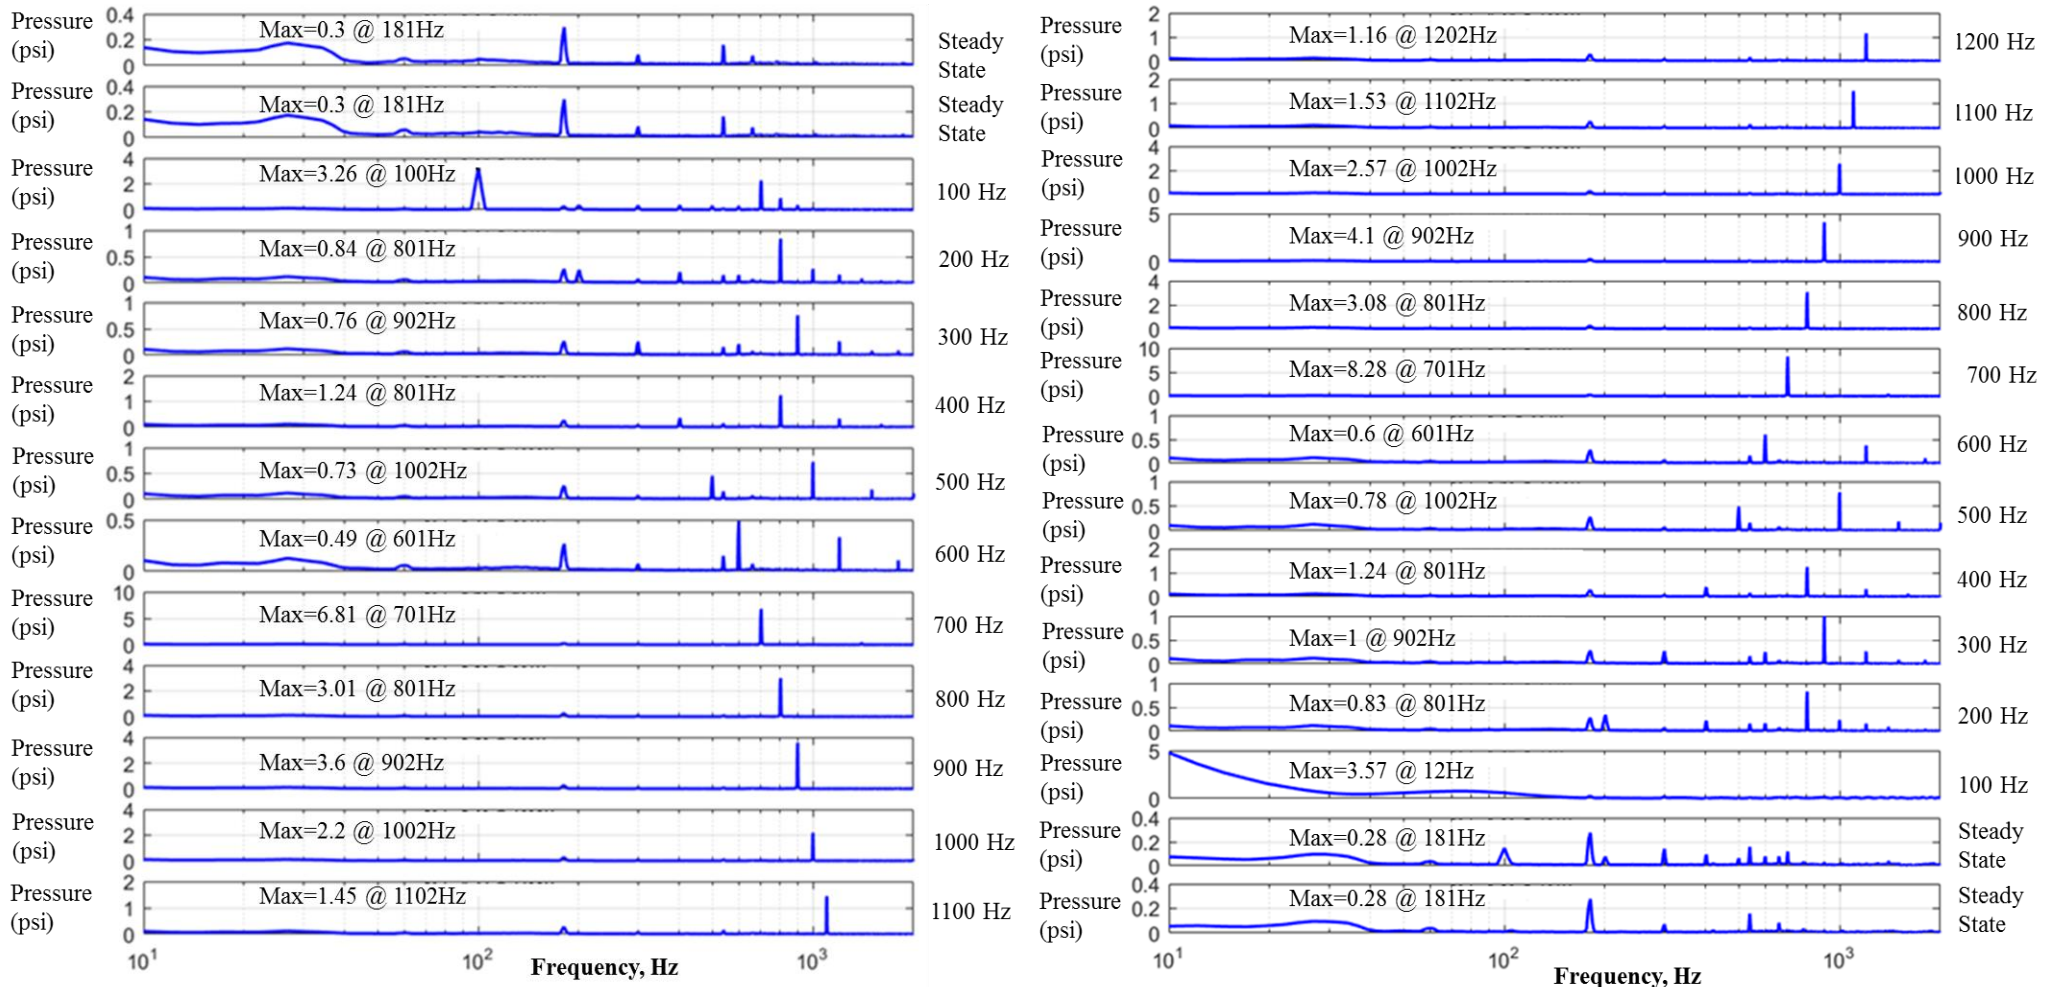 Pressure
(psi)
0.4
0.2
0
Max=0.3 @ 181Hz
Steady
State
Pressure
(psi)
0.4
0.2
0
Max=0.3 @ 181Hz
Steady
State
Pressure
(psi)
4
2
0
Max=3.26 @ 100Hz
100 Hz
Pressure
(psi)
1
0.5
0
Max=0.84 @ 801Hz
200 Hz
Pressure
(psi)
1
0.5
0
Max=0.76 @ 902Hz
300 Hz
Pressure
(psi)
2
1
0
Max=1.24 @ 801Hz
400 Hz
Pressure
(psi)
1
0.5
0
Max=0.73 @ 1002Hz
500 Hz
Pressure
(psi)
0.5
0
Max=0.49 @ 601Hz
600 Hz
Pressure
(psi)
10
5
0
Max=6.81 @ 701Hz
700 Hz
Pressure
(psi)
4
2
0
Max=3.01 @ 801Hz
800 Hz
Pressure
(psi)
4
2
0
Max=3.6 @ 902Hz
900 Hz
Pressure
(psi)
4
2
0
Max=2.2 @ 1002Hz
1000 Hz
Pressure
(psi)
2
1
0
Max=1.45 @ 1102Hz
1100 Hz
10¹ 10² 10³
Frequency, Hz
Pressure
(psi)
2
1
0
Max=1.16 @ 1202Hz
1200 Hz
Pressure
(psi)
2
1
0
Max=1.53 @ 1102Hz
1100 Hz
Pressure
(psi)
4
2
0
Max=2.57 @ 1002Hz
1000 Hz
Pressure
(psi)
5
0
Max=4.1 @ 902Hz
900 Hz
Pressure
(psi)
4
2
0
Max=3.08 @ 801Hz
800 Hz
Pressure
(psi)
10
5
0
Max=8.28 @ 701Hz
700 Hz
Pressure
(psi)
1
0.5
0
Max=0.6 @ 601Hz
600 Hz
Pressure
(psi)
1
0.5
0
Max=0.78 @ 1002Hz
500 Hz
Pressure
(psi)
2
1
0
Max=1.24 @ 801Hz
400 Hz
Pressure
(psi)
1
0.5
0
Max=1 @ 902Hz
300 Hz
Pressure
(psi)
1
0.5
0
Max=0.83 @ 801Hz
200 Hz
Pressure
(psi)
5
0
Max=3.57 @ 12Hz
100 Hz
Pressure
(psi)
0.4
0.2
0
Max=0.28 @ 181Hz
Steady
State
Pressure
(psi)
0.4
0.2
0
Max=0.28 @ 181Hz
Steady
State
10¹ 10² 10³
Frequency, Hz